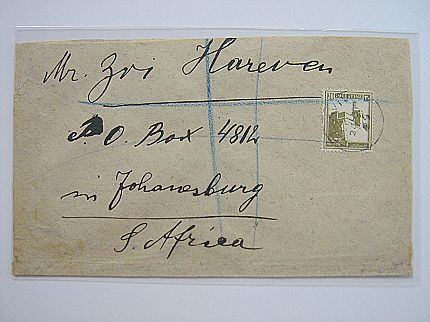 Mr. Zvi Hareven
P. O. Box 4812
in Johanesburg
S. Africa